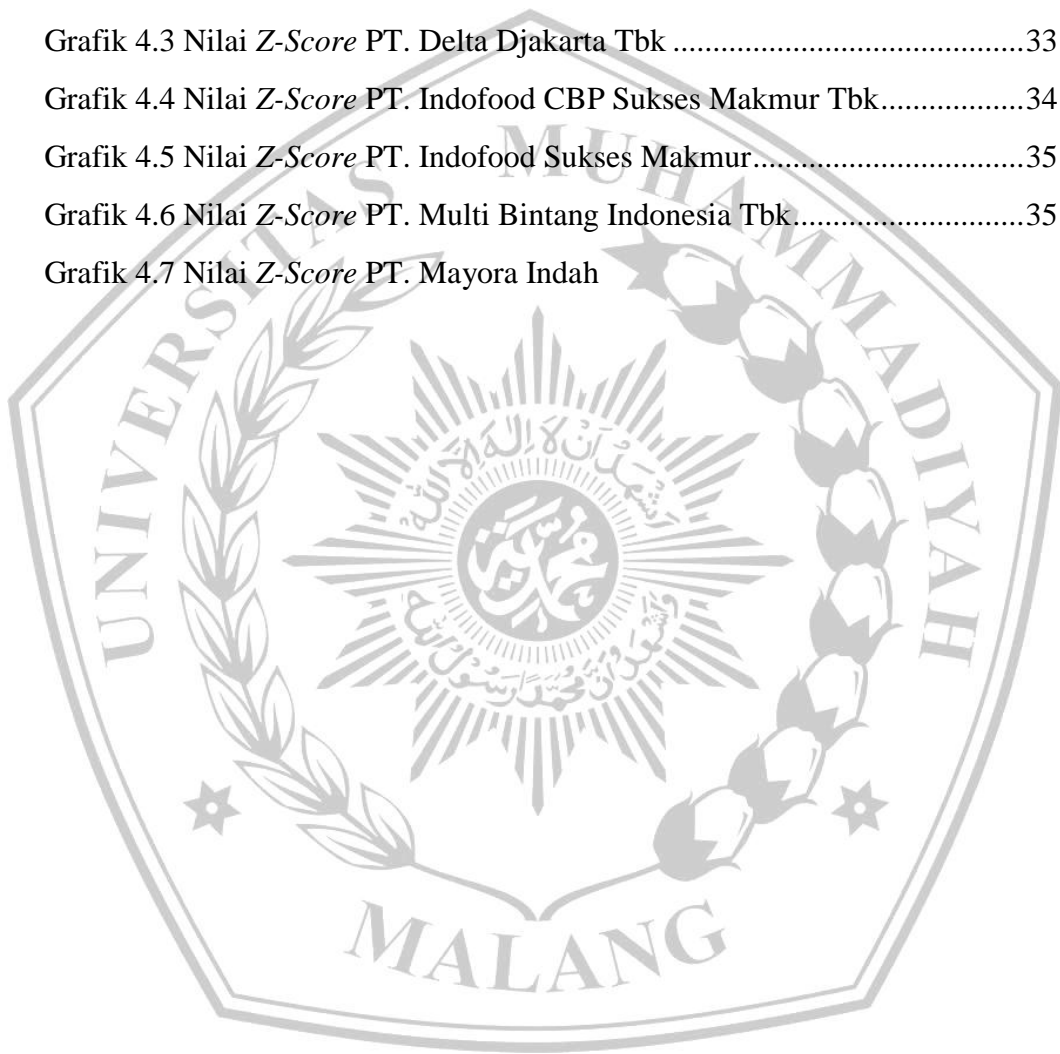 Grafik 4.3 Nilai Z-Score PT. Delta Djakarta Tbk ......................................33
Grafik 4.4 Nilai Z-Score PT. Indofood CBP Sukses Makmur Tbk.................34
Grafik 4.5 Nilai Z-Score PT. Indofood Sukses Makmur...............................35
Grafik 4.6 Nilai Z-Score PT. Multi Bintang Indonesia Tbk..........................35
Grafik 4.7 Nilai Z-Score PT. Mayora Indah
UNIVERSITAS MUHAMMADIYAH
MALANG